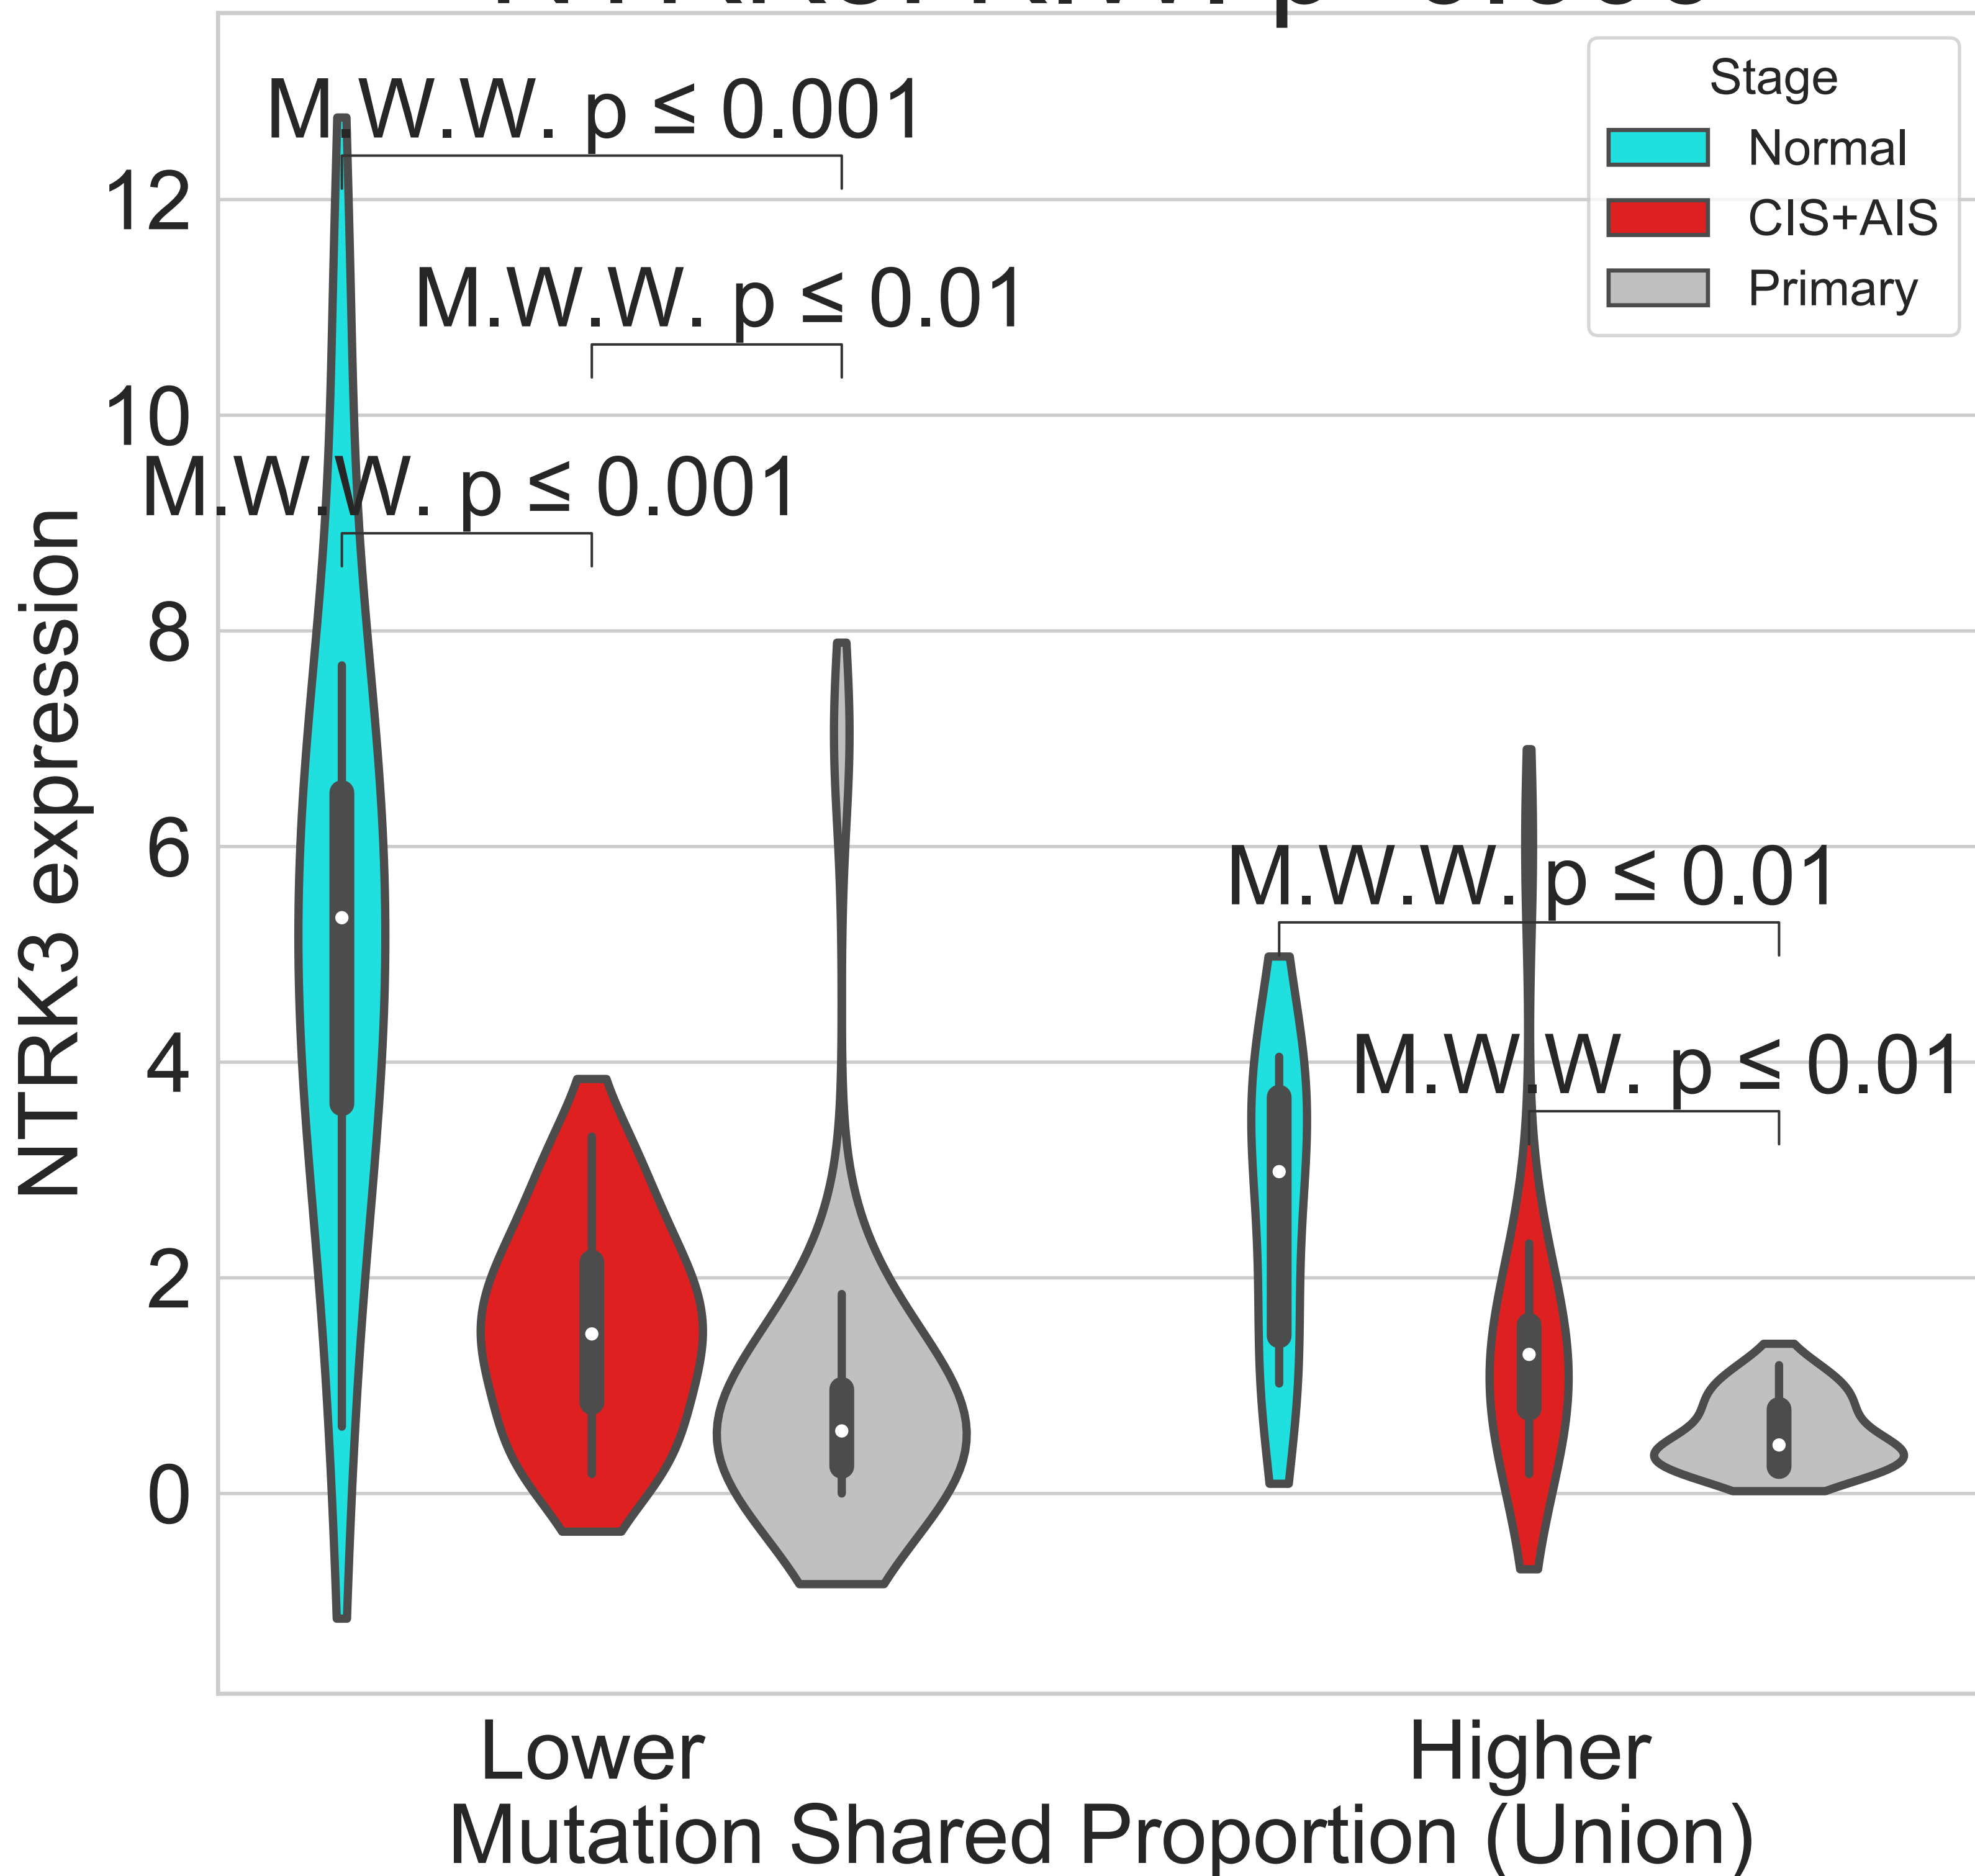 Stage
Normal
CIS+AIS
Primary
M.W.W. p ≤ 0.001
M.W.W. p ≤ 0.01
M.W.W. p ≤ 0.001
M.W.W. p ≤ 0.01
M.W.W. p ≤ 0.01
NTRK3 expression
12
10
8
6
4
2
0
Lower
Higher
Mutation Shared Proportion (Union)